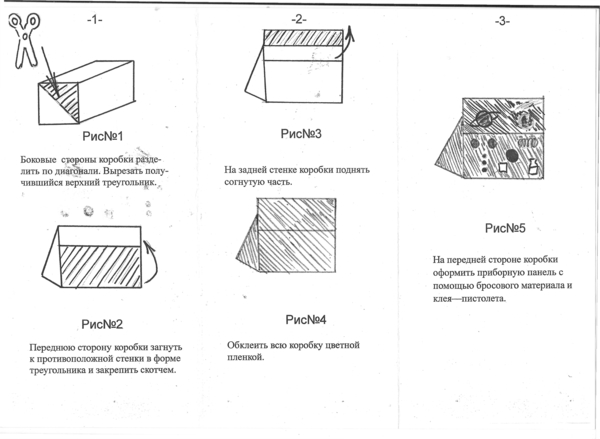 -1-
Рис№1
Боковые стороны коробки разде-
лить по диагонали. Вырезать полу-
чившийся верхний треугольник.
Рис№2
Переднюю сторону коробки загнуть
к противоположной стенки в форме
треугольника и закрепить скотчем.
-2-
Рис№3
На задней стенке коробки поднять
согнутую часть.
Рис№4
Обклеить всю коробку цветной
пленкой.
-3-
Рис№5
На передней стороне коробки
оформить приборную панель с
помощью бросового материала и
клея—пистолета.